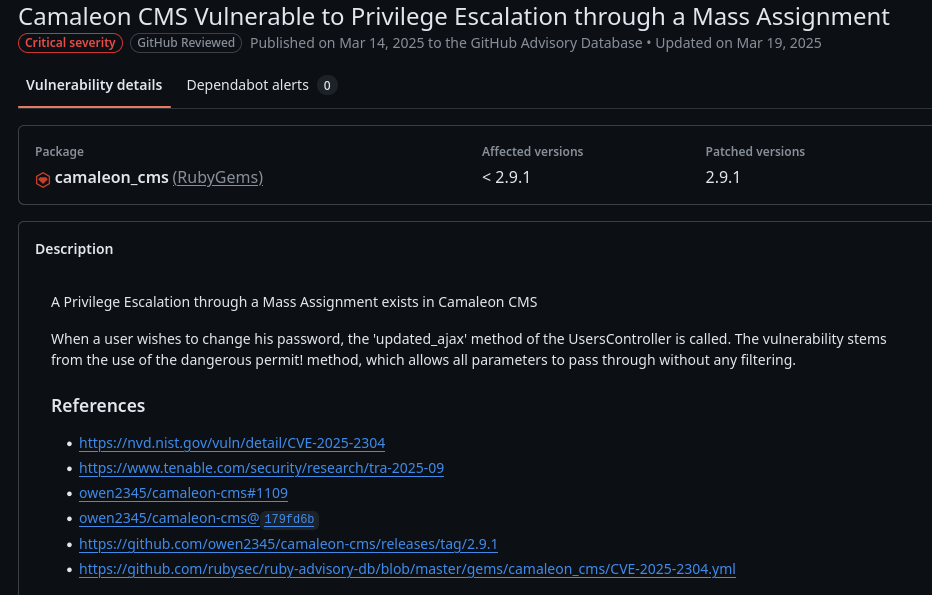 Camaleon CMS Vulnerable to Privilege Escalation through a Mass Assignment
Critical severity GitHub Reviewed Published on Mar 14, 2025 to the GitHub Advisory Database • Updated on Mar 19, 2025
Vulnerability details Dependabot alerts 0
Package Affected versions Patched versions
camaleon_cms (RubyGems) < 2.9.1 2.9.1
Description
A Privilege Escalation through a Mass Assignment exists in Camaleon CMS
When a user wishes to change his password, the 'updated_ajax' method of the UsersController is called. The vulnerability stems
from the use of the dangerous permit! method, which allows all parameters to pass through without any filtering.
References
• https://nvd.nist.gov/vuln/detail/CVE-2025-2304
• https://www.tenable.com/security/research/tra-2025-09
• owen2345/camaleon-cms#1109
• owen2345/camaleon-cms@179fd6b
• https://github.com/owen2345/camaleon-cms/releases/tag/2.9.1
• https://github.com/rubysec/ruby-advisory-db/blob/master/gems/camaleon_cms/CVE-2025-2304.yml